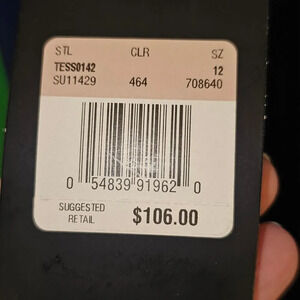 STL CLR SZ
TESS0142 12
SU11429 464 708640
0 54839 91962 0
SUGGESTED
RETAIL $106.00